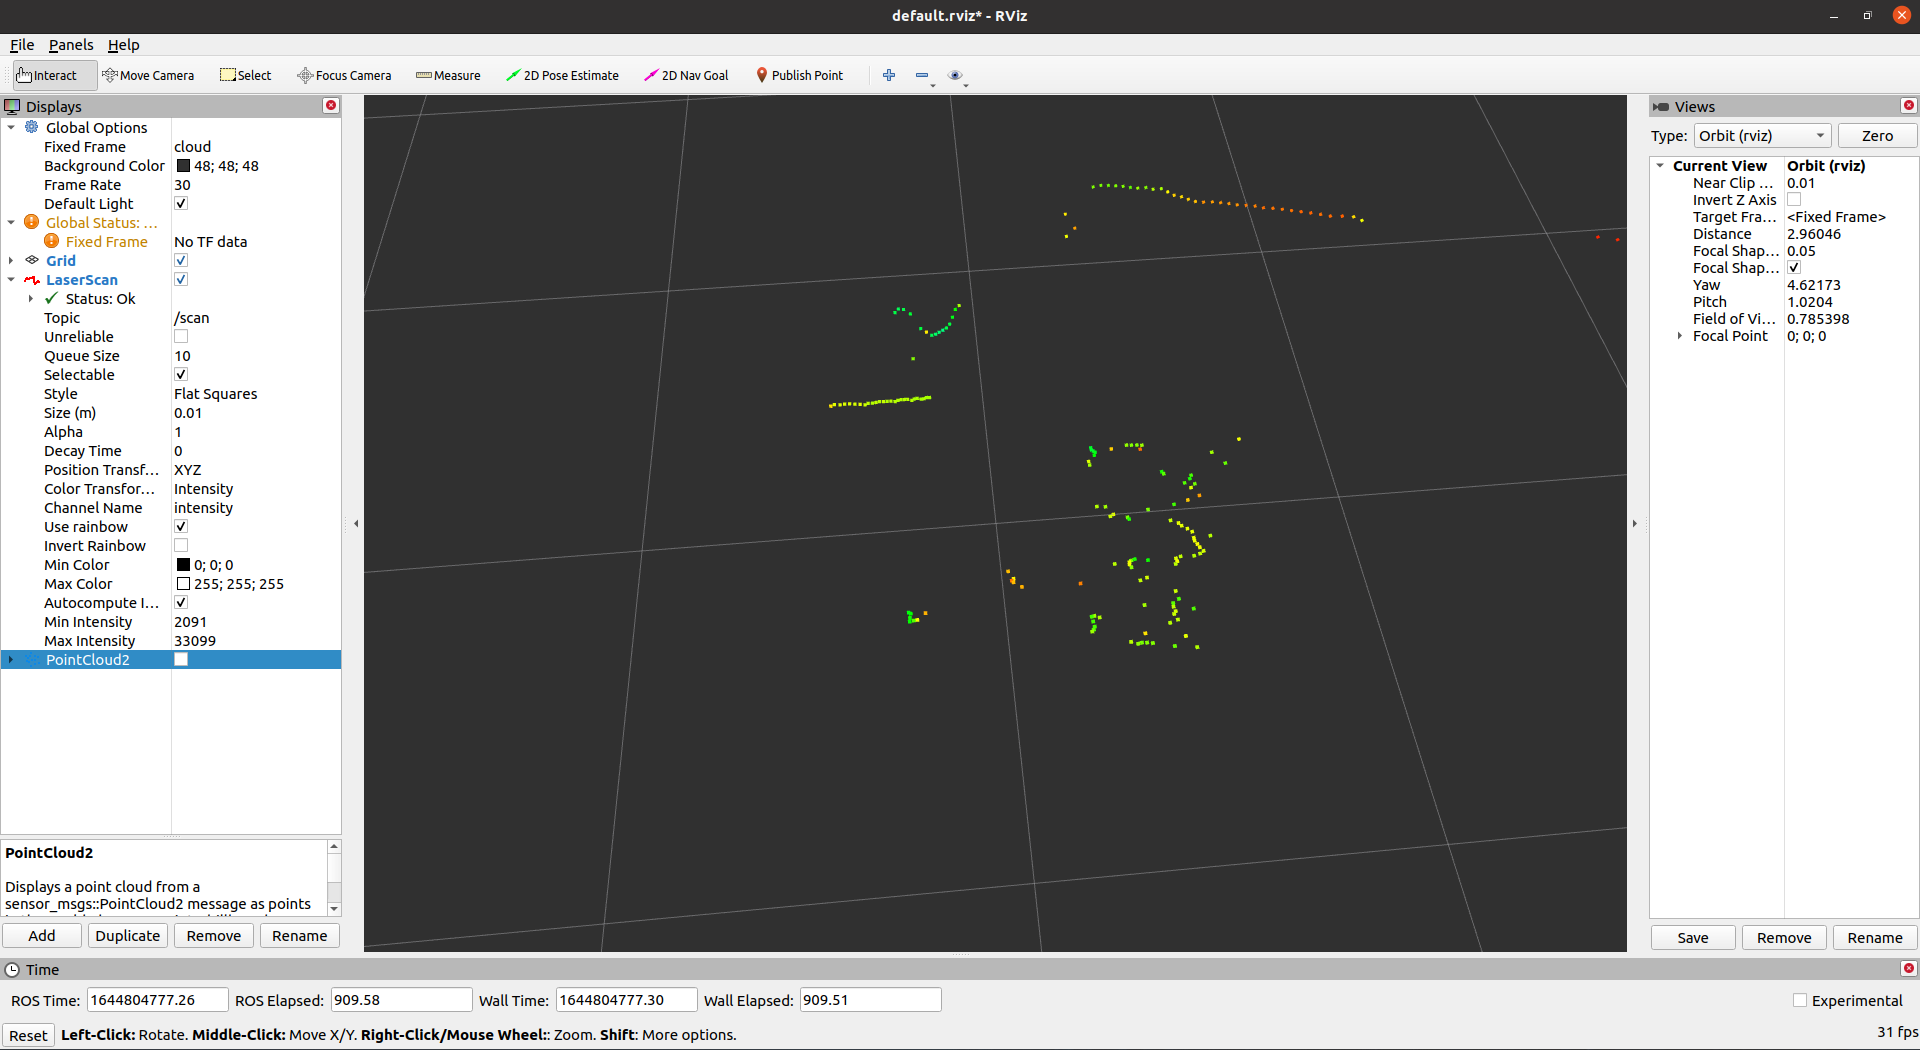 default.rviz* - RViz
File Panels Help
Interact Move Camera Select Focus Camera Measure 2D Pose Estimate 2D Nav Goal Publish Point
Displays
Global Options
Fixed Frame cloud
Background Color 48; 48; 48
Frame Rate 30
Default Light
Global Status: ...
Fixed Frame No TF data
Grid
LaserScan
Status: Ok
Topic /scan
Unreliable
Queue Size 10
Selectable
Style Flat Squares
Size (m) 0.01
Alpha 1
Decay Time 0
Position Transf... XYZ
Color Transfor... Intensity
Channel Name intensity
Use rainbow
Invert Rainbow
Min Color 0; 0; 0
Max Color 255; 255; 255
Autocompute I...
Min Intensity 2091
Max Intensity 33099
PointCloud2
PointCloud2
Displays a point cloud from a
sensor_msgs::PointCloud2 message as points
Add Duplicate Remove Rename
Views
Type: Orbit (rviz) Zero
Current View Orbit (rviz)
Near Clip ... 0.01
Invert Z Axis
Target Fra... <Fixed Frame>
Distance 2.96046
Focal Shap... 0.05
Focal Shap...
Yaw 4.62173
Pitch 1.0204
Field of Vi... 0.785398
Focal Point 0; 0; 0
Save Remove Rename
Time
ROS Time: 1644804777.26 ROS Elapsed: 909.58 Wall Time: 1644804777.30 Wall Elapsed: 909.51 Experimental
Reset Left-Click: Rotate. Middle-Click: Move X/Y. Right-Click/Mouse Wheel:: Zoom. Shift: More options. 31 fps